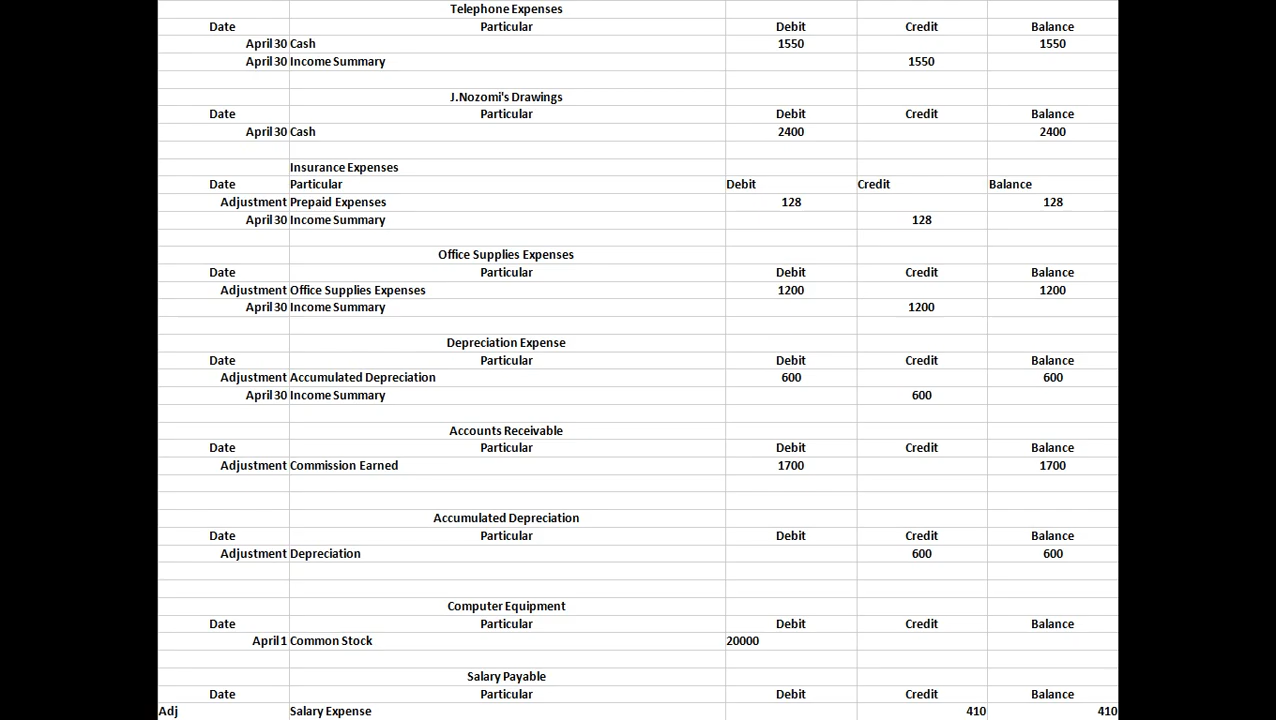 Telephone Expenses
Date Particular Debit Credit Balance
April 30 Cash 1550 1550
April 30 Income Summary 1550
J.Nozomi's Drawings
Date Particular Debit Credit Balance
April 30 Cash 2400 2400
Insurance Expenses
Date Particular Debit Credit Balance
Adjustment Prepaid Expenses 128 128
April 30 Income Summary 128
Office Supplies Expenses
Date Particular Debit Credit Balance
Adjustment Office Supplies Expenses 1200 1200
April 30 Income Summary 1200
Depreciation Expense
Date Particular Debit Credit Balance
Adjustment Accumulated Depreciation 600 600
April 30 Income Summary 600
Accounts Receivable
Date Particular Debit Credit Balance
Adjustment Commission Earned 1700 1700
Accumulated Depreciation
Date Particular Debit Credit Balance
Adjustment Depreciation 600 600
Computer Equipment
Date Particular Debit Credit Balance
April 1 Common Stock 20000
Salary Payable
Date Particular Debit Credit Balance
Adj Salary Expense 410 410